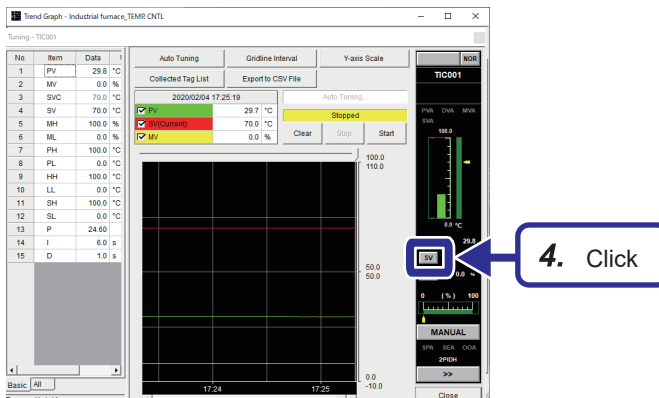 Trend Graph - Industrial furnace_TEMR CNTL
Tuning - TIC001
No. Item Data
1 PV 29.8 °C
2 MV 0.0 %
3 SVC 70.0 °C
4 SV 70.0 °C
5 MH 100.0 %
6 ML 0.0 %
7 PH 100.0 °C
8 PL 0.0 °C
9 HH 100.0 °C
10 LL 0.0 °C
11 SH 100.0 °C
12 SL 0.0 °C
13 P 24.60
14 I 6.0 s
15 D 1.0 s
Basic All
Auto Tuning Gridline Interval Y-axis Scale
Collected Tag List Export to CSV File
2020/02/04 17:25:19 Auto Tuning...
PV 29.7 °C
SV(Current) 70.0 °C
MV 0.0 %
Stopped
Clear Stop Start
100.0
110.0
50.0
50.0
0.0
-10.0
17:24 17:25
NOR
TIC001
PVA DVA MVA
SVA
100.0
0.0 °C
29.8
SV
0.0 %
0 (%) 100
MANUAL
SPA SEA OOA
2PIDH
>>
Close
4. Click